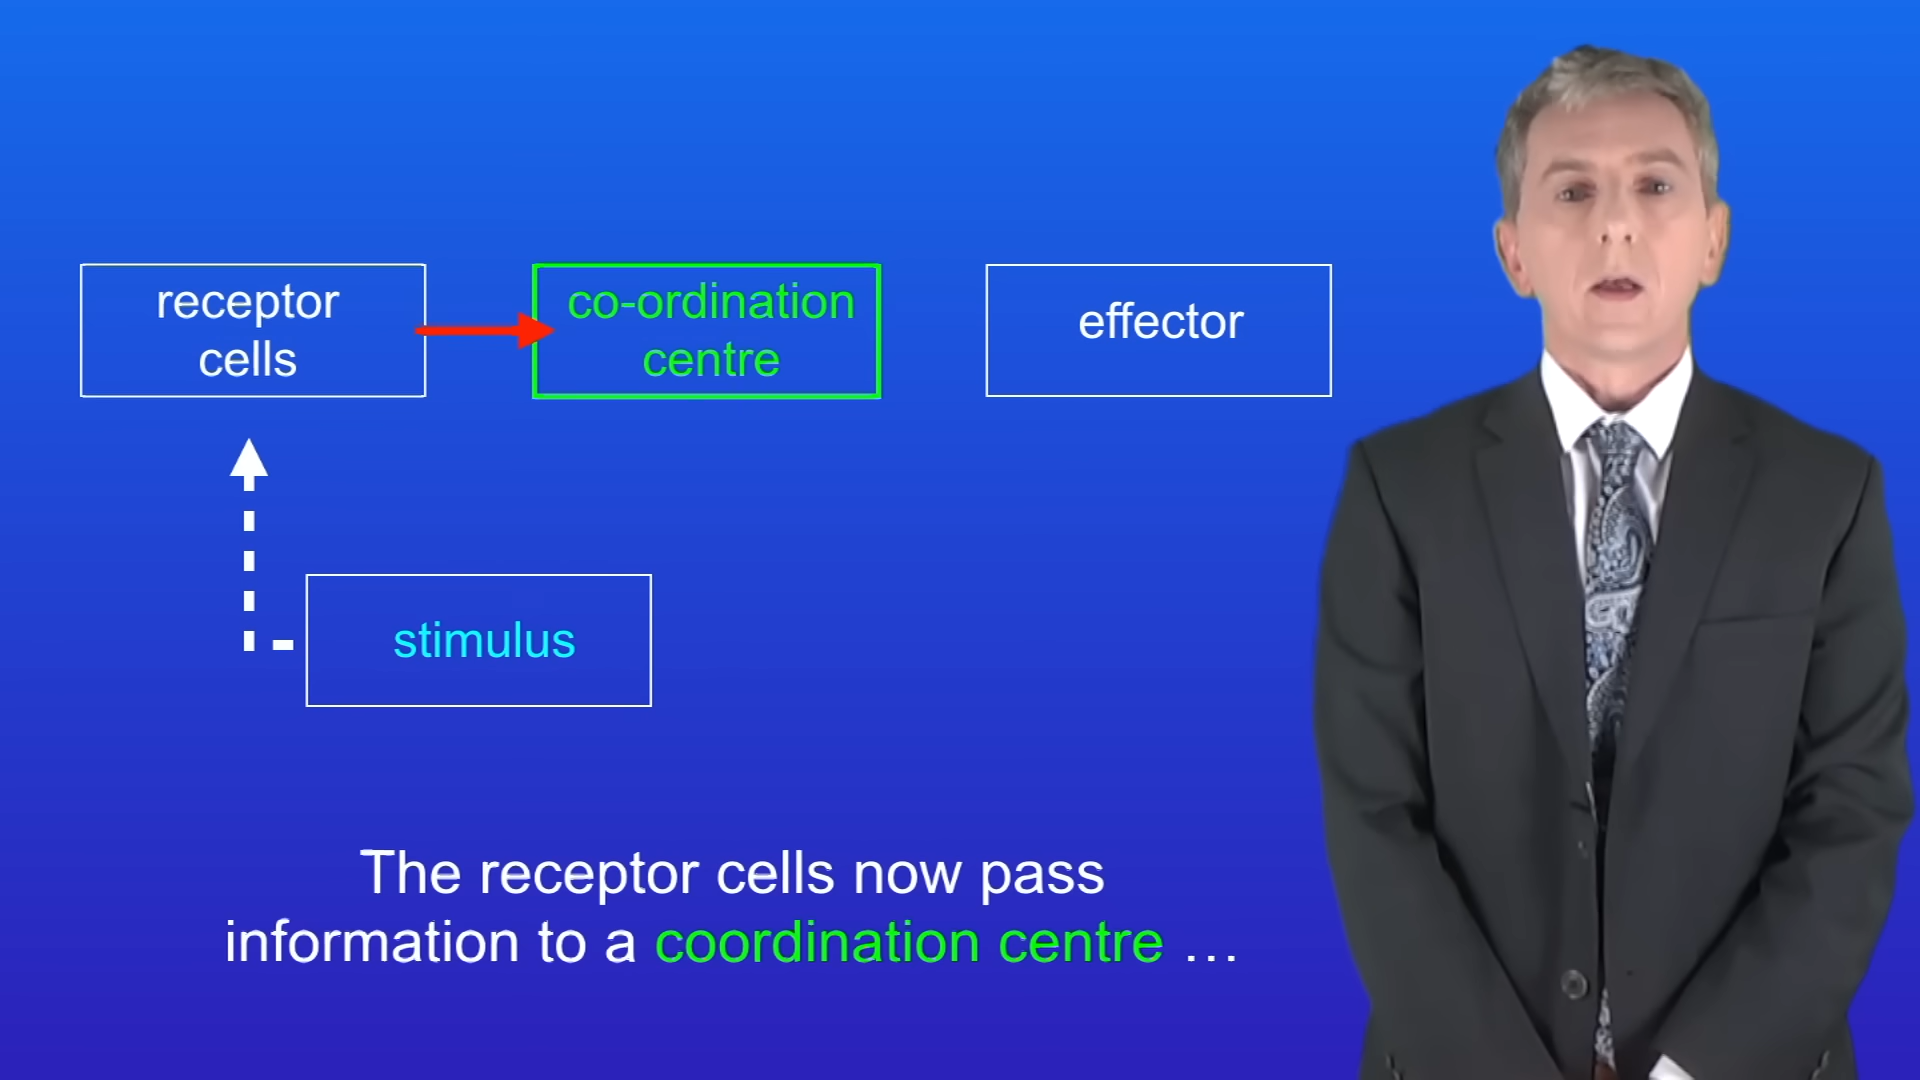 receptor
cells
co-ordination
centre
effector
stimulus
The receptor cells now pass
information to a coordination centre …